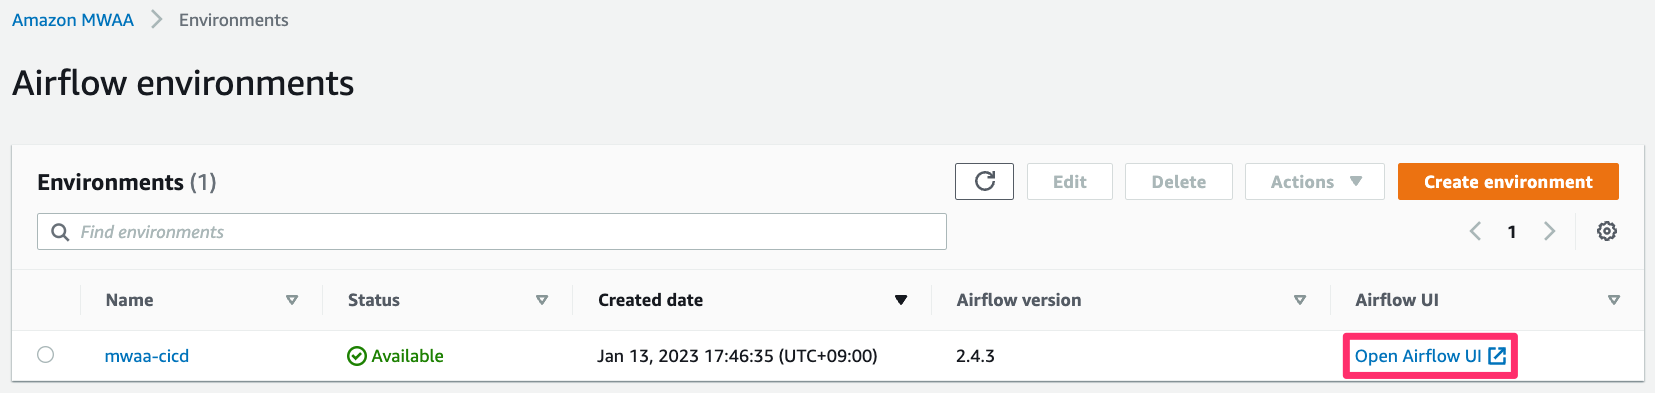 Amazon MWAA > Environments
Airflow environments
Environments (1)
Edit
Delete
Actions
Create environment
Find environments
1
Name Status Created date Airflow version Airflow UI
mwaa-cicd Available Jan 13, 2023 17:46:35 (UTC+09:00) 2.4.3 Open Airflow UI